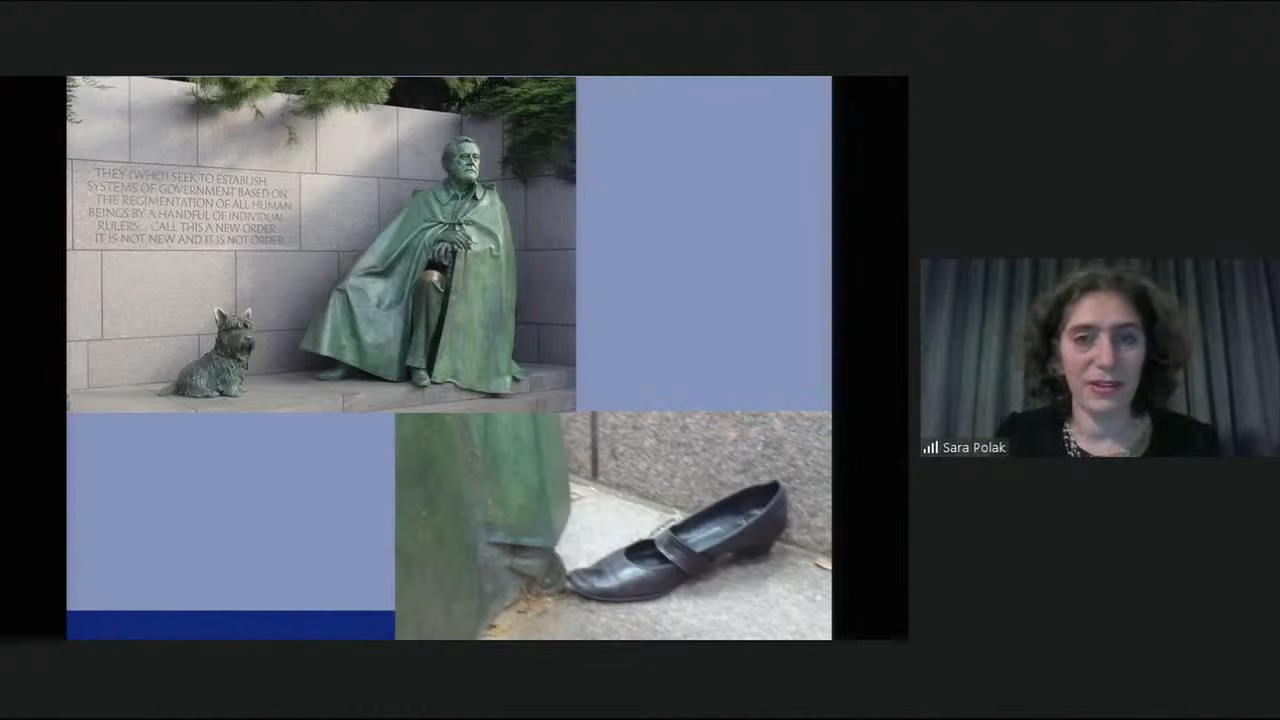 THEY (WHO) SEEK TO ESTABLISH
SYSTEMS OF GOVERNMENT BASED ON
THE REGIMENTATION OF ALL HUMAN
BEINGS BY A HANDFUL OF INDIVIDUAL
RULERS... CALL THIS A NEW ORDER.
IT IS NOT NEW AND IT IS NOT ORDER.
Sara Polak